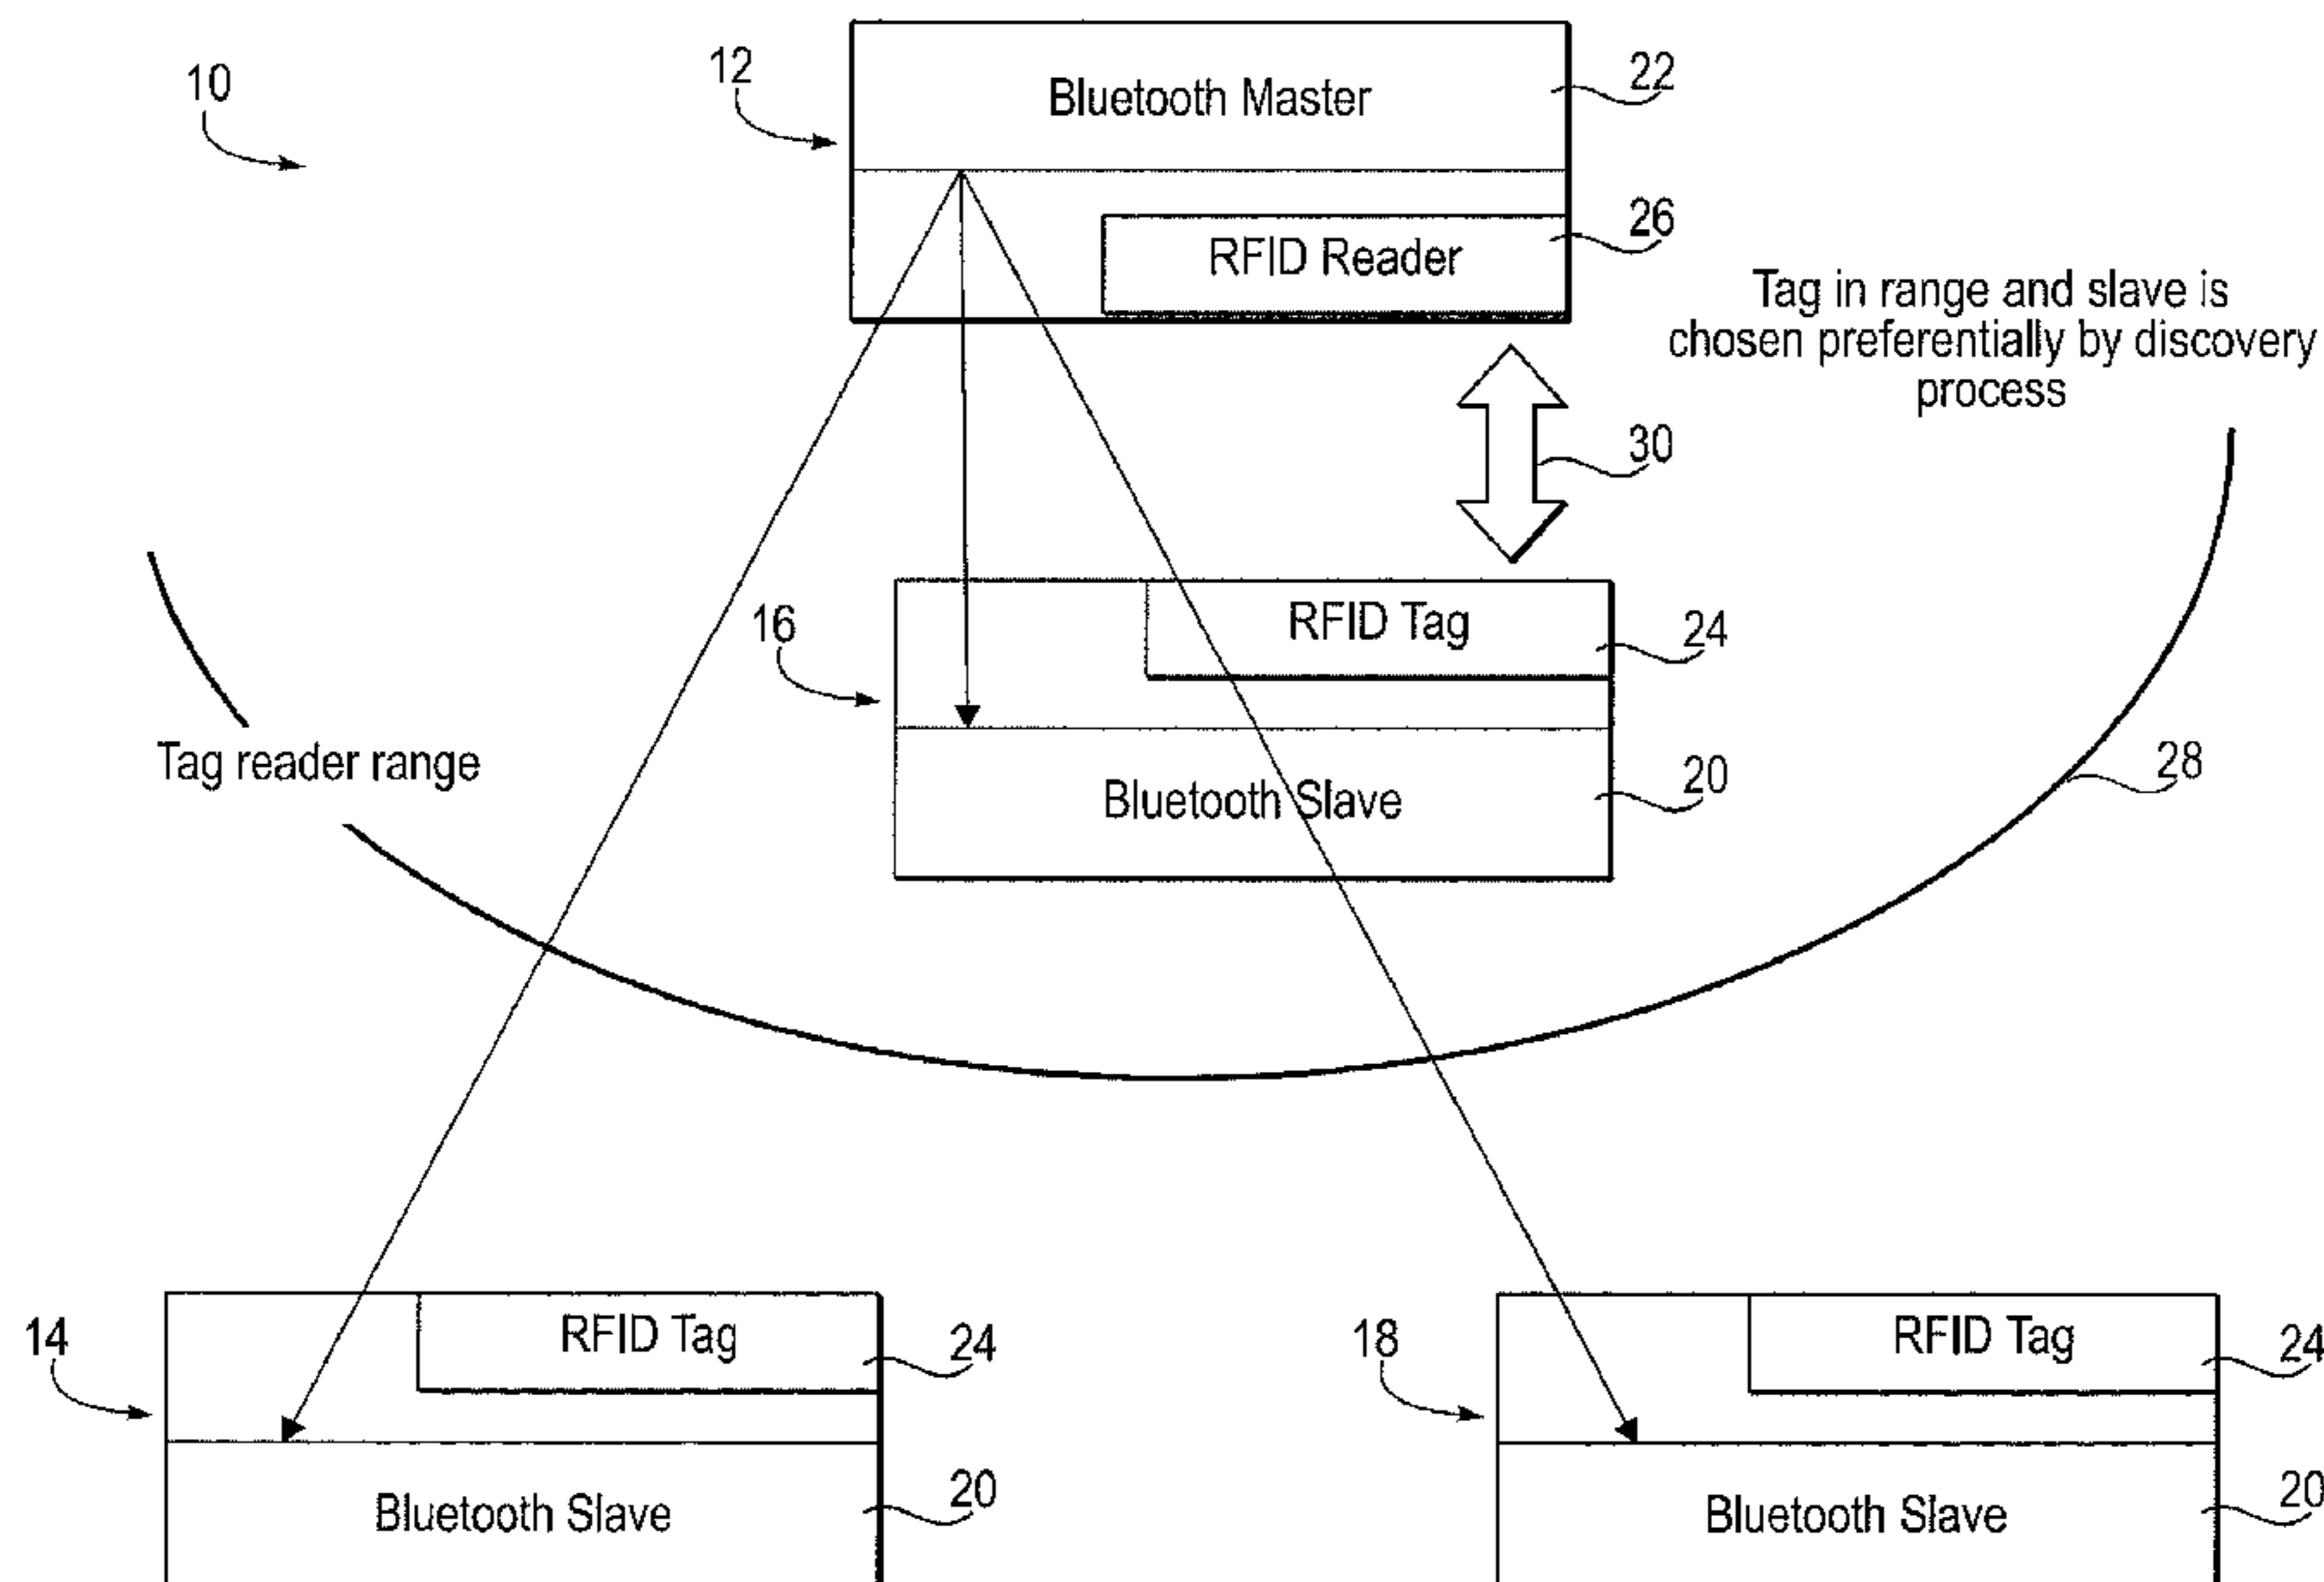 10
12
Bluetooth Master
22
RFID Reader
26
Tag in range and slave is
chosen preferentially by discovery
process
30
16
RFID Tag
24
Tag reader range
Bluetooth Slave
20
28
14
RFID Tag
24
18
RFID Tag
24
Bluetooth Slave
20
Bluetooth Slave
20